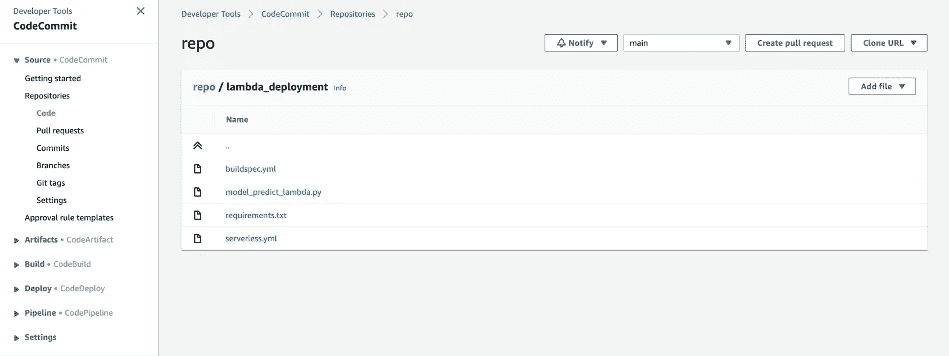 Developer Tools
CodeCommit
Source • CodeCommit
Getting started
Repositories
Code
Pull requests
Commits
Branches
Git tags
Settings
Approval rule templates
Artifacts • CodeArtifact
Build • CodeBuild
Deploy • CodeDeploy
Pipeline • CodePipeline
Settings
Developer Tools > CodeCommit > Repositories > repo
repo
Notify main Create pull request Clone URL
repo / lambda_deployment Info Add file
Name
..
buildspec.yml
model_predict_lambda.py
requirements.txt
serverless.yml